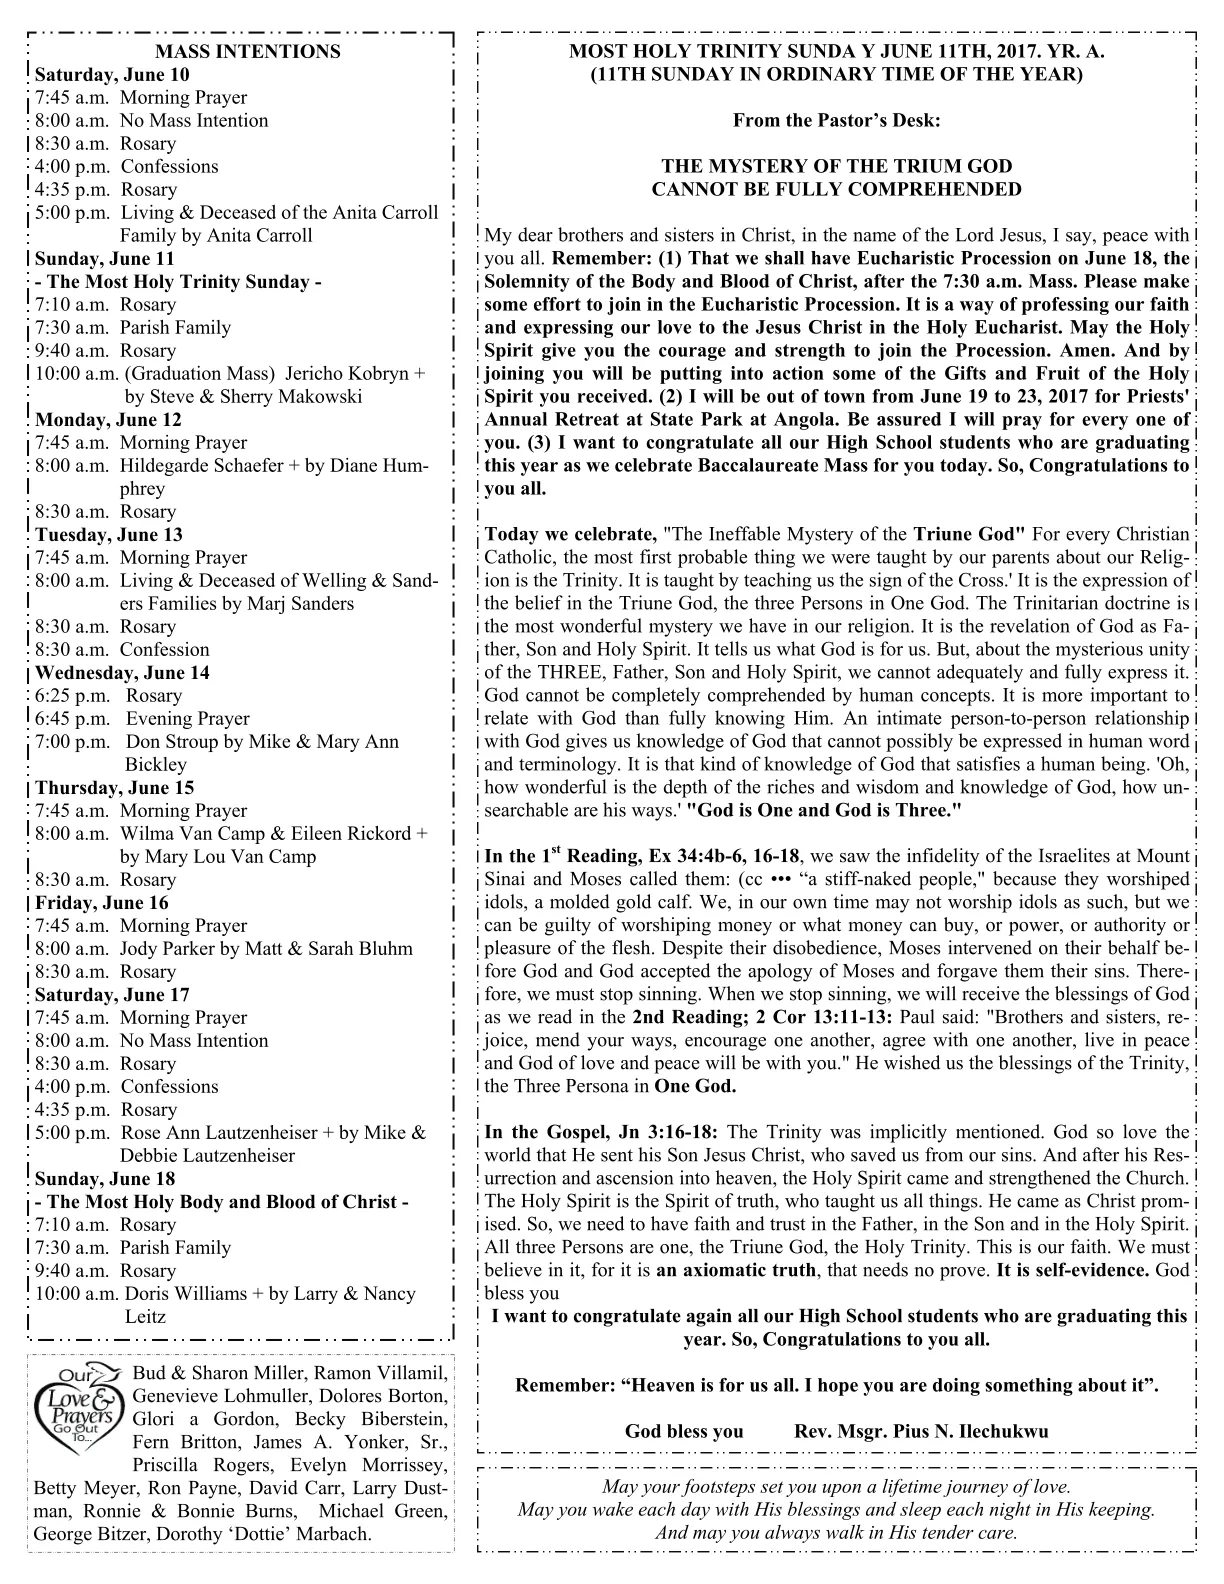 MASS INTENTIONS
Saturday, June 10
7:45 a.m. Morning Prayer
8:00 a.m. No Mass Intention
8:30 a.m. Rosary
4:00 p.m. Confessions
4:35 p.m. Rosary
5:00 p.m. Living & Deceased of the Anita Carroll
Family by Anita Carroll
Sunday, June 11
- The Most Holy Trinity Sunday -
7:10 a.m. Rosary
7:30 a.m. Parish Family
9:40 a.m. Rosary
10:00 a.m. (Graduation Mass) Jericho Kobryn +
by Steve & Sherry Makowski
Monday, June 12
7:45 a.m. Morning Prayer
8:00 a.m. Hildegarde Schaefer + by Diane Hum-
phrey
8:30 a.m. Rosary
Tuesday, June 13
7:45 a.m. Morning Prayer
8:00 a.m. Living & Deceased of Welling & Sand-
ers Families by Marj Sanders
8:30 a.m. Rosary
8:30 a.m. Confession
Wednesday, June 14
6:25 p.m. Rosary
6:45 p.m. Evening Prayer
7:00 p.m. Don Stroup by Mike & Mary Ann
Bickley
Thursday, June 15
7:45 a.m. Morning Prayer
8:00 a.m. Wilma Van Camp & Eileen Rickord +
by Mary Lou Van Camp
8:30 a.m. Rosary
Friday, June 16
7:45 a.m. Morning Prayer
8:00 a.m. Jody Parker by Matt & Sarah Bluhm
8:30 a.m. Rosary
Saturday, June 17
7:45 a.m. Morning Prayer
8:00 a.m. No Mass Intention
8:30 a.m. Rosary
4:00 p.m. Confessions
4:35 p.m. Rosary
5:00 p.m. Rose Ann Lautzenheiser + by Mike &
Debbie Lautzenheiser
Sunday, June 18
- The Most Holy Body and Blood of Christ -
7:10 a.m. Rosary
7:30 a.m. Parish Family
9:40 a.m. Rosary
10:00 a.m. Doris Williams + by Larry & Nancy
Leitz
Our
Love &
Prayers
Go Out
To...
Bud & Sharon Miller, Ramon Villamil,
Genevieve Lohmuller, Dolores Borton,
Glori a Gordon, Becky Biberstein,
Fern Britton, James A. Yonker, Sr.,
Priscilla Rogers, Evelyn Morrissey,
Betty Meyer, Ron Payne, David Carr, Larry Dust-
man, Ronnie & Bonnie Burns, Michael Green,
George Bitzer, Dorothy ‘Dottie’ Marbach.
MOST HOLY TRINITY SUNDA Y JUNE 11TH, 2017. YR. A.
(11TH SUNDAY IN ORDINARY TIME OF THE YEAR)
From the Pastor’s Desk:
THE MYSTERY OF THE TRIUM GOD
CANNOT BE FULLY COMPREHENDED
My dear brothers and sisters in Christ, in the name of the Lord Jesus, I say, peace with
you all. Remember: (1) That we shall have Eucharistic Procession on June 18, the
Solemnity of the Body and Blood of Christ, after the 7:30 a.m. Mass. Please make
some effort to join in the Eucharistic Procession. It is a way of professing our faith
and expressing our love to the Jesus Christ in the Holy Eucharist. May the Holy
Spirit give you the courage and strength to join the Procession. Amen. And by
joining you will be putting into action some of the Gifts and Fruit of the Holy
Spirit you received. (2) I will be out of town from June 19 to 23, 2017 for Priests'
Annual Retreat at State Park at Angola. Be assured I will pray for every one of
you. (3) I want to congratulate all our High School students who are graduating
this year as we celebrate Baccalaureate Mass for you today. So, Congratulations to
you all.
Today we celebrate, "The Ineffable Mystery of the Triune God" For every Christian
Catholic, the most first probable thing we were taught by our parents about our Relig-
ion is the Trinity. It is taught by teaching us the sign of the Cross.' It is the expression of
the belief in the Triune God, the three Persons in One God. The Trinitarian doctrine is
the most wonderful mystery we have in our religion. It is the revelation of God as Fa-
ther, Son and Holy Spirit. It tells us what God is for us. But, about the mysterious unity
of the THREE, Father, Son and Holy Spirit, we cannot adequately and fully express it.
God cannot be completely comprehended by human concepts. It is more important to
relate with God than fully knowing Him. An intimate person-to-person relationship
with God gives us knowledge of God that cannot possibly be expressed in human word
and terminology. It is that kind of knowledge of God that satisfies a human being. 'Oh,
how wonderful is the depth of the riches and wisdom and knowledge of God, how un-
searchable are his ways.' "God is One and God is Three."
In the 1st Reading, Ex 34:4b-6, 16-18, we saw the infidelity of the Israelites at Mount
Sinai and Moses called them: (cc ••• “a stiff-naked people," because they worshiped
idols, a molded gold calf. We, in our own time may not worship idols as such, but we
can be guilty of worshiping money or what money can buy, or power, or authority or
pleasure of the flesh. Despite their disobedience, Moses intervened on their behalf be-
fore God and God accepted the apology of Moses and forgave them their sins. There-
fore, we must stop sinning. When we stop sinning, we will receive the blessings of God
as we read in the 2nd Reading; 2 Cor 13:11-13: Paul said: "Brothers and sisters, re-
joice, mend your ways, encourage one another, agree with one another, live in peace
and God of love and peace will be with you." He wished us the blessings of the Trinity,
the Three Persona in One God.
In the Gospel, Jn 3:16-18: The Trinity was implicitly mentioned. God so love the
world that He sent his Son Jesus Christ, who saved us from our sins. And after his Res-
urrection and ascension into heaven, the Holy Spirit came and strengthened the Church.
The Holy Spirit is the Spirit of truth, who taught us all things. He came as Christ prom-
ised. So, we need to have faith and trust in the Father, in the Son and in the Holy Spirit.
All three Persons are one, the Triune God, the Holy Trinity. This is our faith. We must
believe in it, for it is an axiomatic truth, that needs no prove. It is self-evidence. God
bless you
I want to congratulate again all our High School students who are graduating this
year. So, Congratulations to you all.
Remember: “Heaven is for us all. I hope you are doing something about it”.
God bless you Rev. Msgr. Pius N. Ilechukwu
May your footsteps set you upon a lifetime journey of love.
May you wake each day with His blessings and sleep each night in His keeping.
And may you always walk in His tender care.